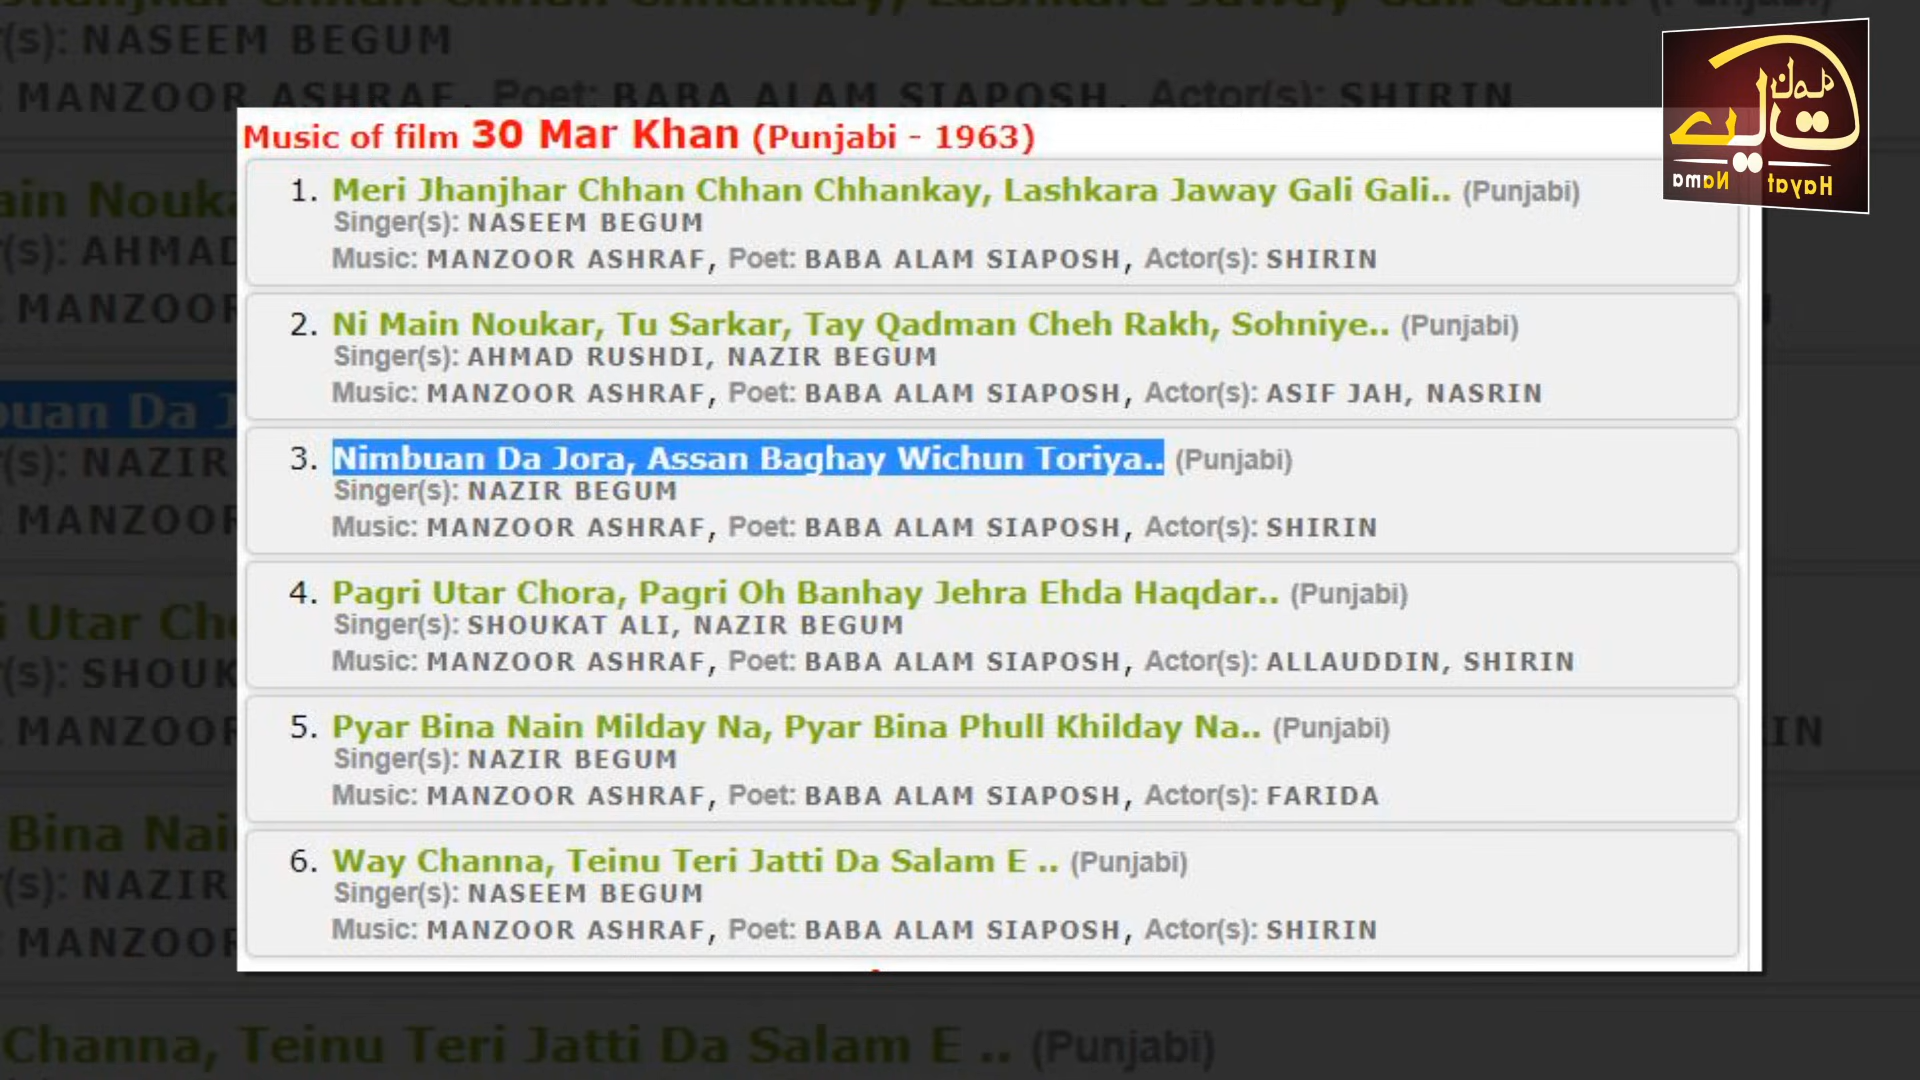 Music of film 30 Mar Khan (Punjabi - 1963)
1. Meri Jhanjhar Chhan Chhan Chhankay, Lashkara Jaway Gali Gali.. (Punjabi)
Singer(s): NASEEM BEGUM
Music: MANZOOR ASHRAF, Poet: BABA ALAM SIAPOSH, Actor(s): SHIRIN
2. Ni Main Noukar, Tu Sarkar, Tay Qadman Cheh Rakh, Sohniye.. (Punjabi)
Singer(s): AHMAD RUSHDI, NAZIR BEGUM
Music: MANZOOR ASHRAF, Poet: BABA ALAM SIAPOSH, Actor(s): ASIF JAH, NASRIN
3. Nimbuan Da Jora, Assan Baghay Wichun Toriya.. (Punjabi)
Singer(s): NAZIR BEGUM
Music: MANZOOR ASHRAF, Poet: BABA ALAM SIAPOSH, Actor(s): SHIRIN
4. Pagri Utar Chora, Pagri Oh Banhay Jehra Ehda Haqdar.. (Punjabi)
Singer(s): SHOUKAT ALI, NAZIR BEGUM
Music: MANZOOR ASHRAF, Poet: BABA ALAM SIAPOSH, Actor(s): ALLAUDDIN, SHIRIN
5. Pyar Bina Nain Milday Na, Pyar Bina Phull Khilday Na.. (Punjabi)
Singer(s): NAZIR BEGUM
Music: MANZOOR ASHRAF, Poet: BABA ALAM SIAPOSH, Actor(s): FARIDA
6. Way Channa, Teinu Teri Jatti Da Salam E .. (Punjabi)
Singer(s): NASEEM BEGUM
Music: MANZOOR ASHRAF, Poet: BABA ALAM SIAPOSH, Actor(s): SHIRIN
Hayat Nama
Channa, Teinu Teri Jatti Da Salam E .. (Punjabi)